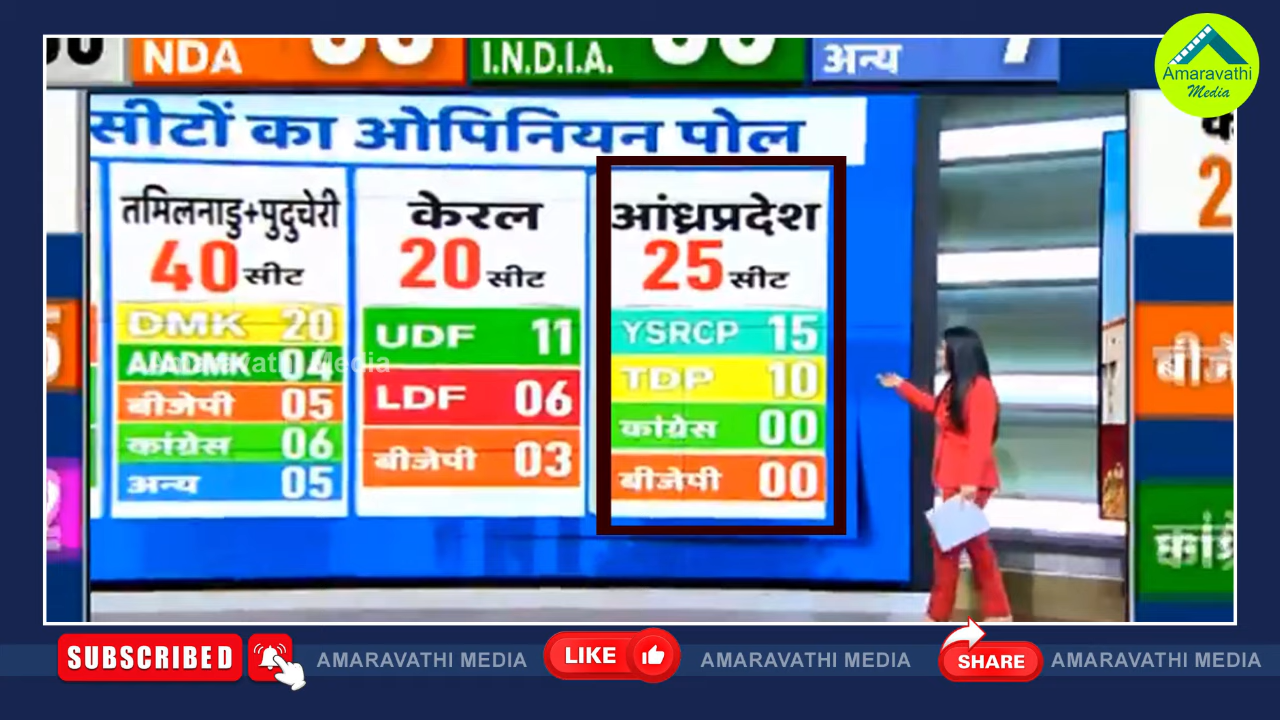 NDA
I.N.D.I.A.
अन्य
Amaravathi
Media
सीटों का ओपिनियन पोल
तमिलनाडु+पुदुचेरी
40 सीट
DMK 20
AIADMK 04
बीजेपी 05
कांग्रेस 06
अन्य 05
केरल
20 सीट
UDF 11
LDF 06
बीजेपी 03
आंध्रप्रदेश
25 सीट
YSRCP 15
TDP 10
कांग्रेस 00
बीजेपी 00
Amaravathi Media
SUBSCRIBED
AMARAVATHI MEDIA
LIKE
AMARAVATHI MEDIA
SHARE
AMARAVATHI MEDIA